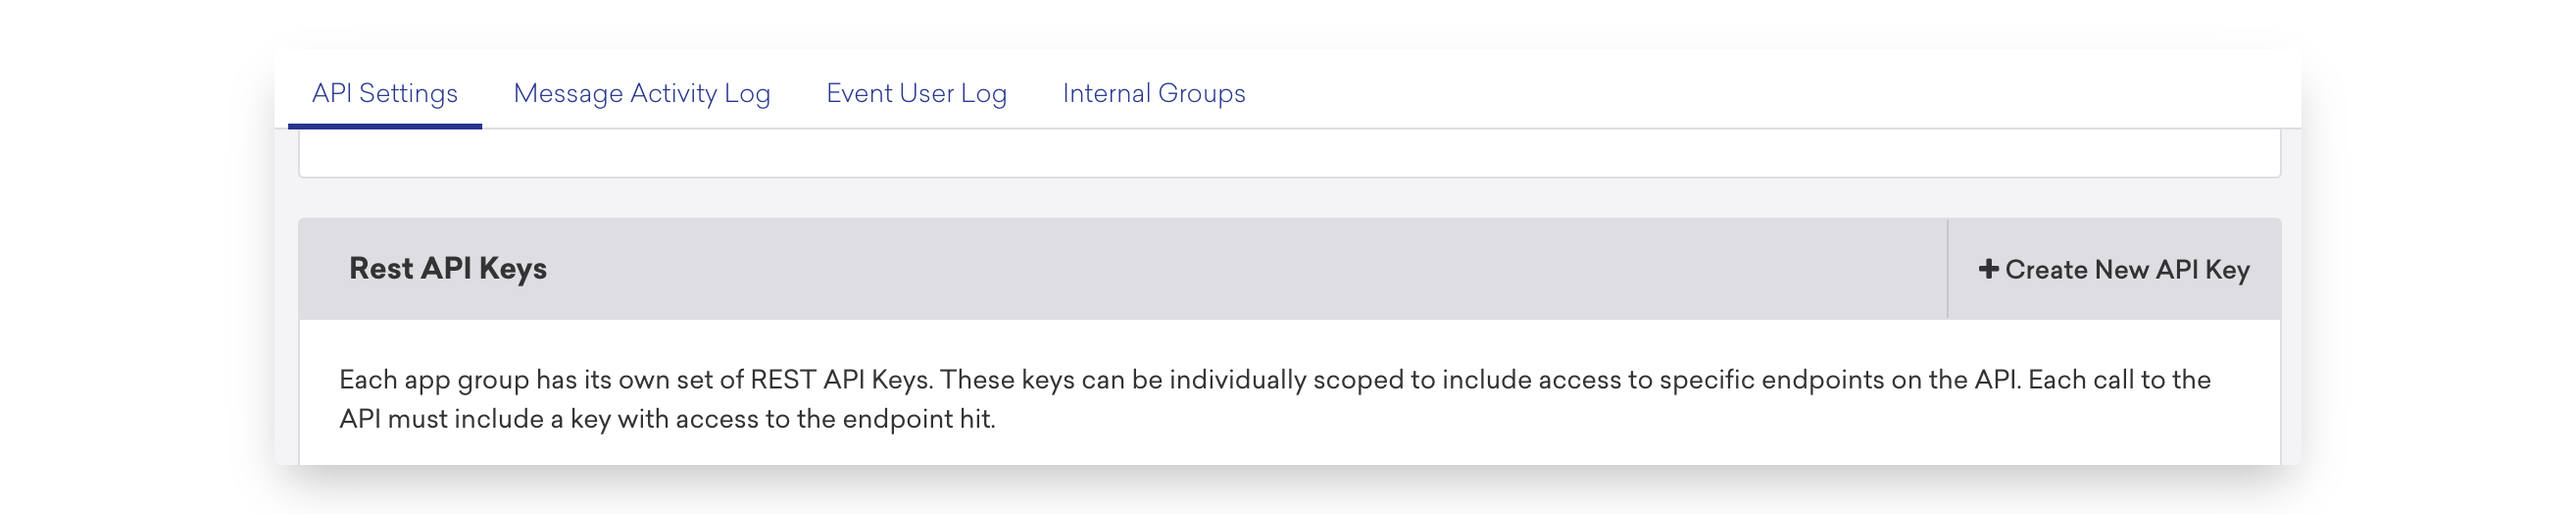 API Settings Message Activity Log Event User Log Internal Groups
Rest API Keys
+ Create New API Key
Each app group has its own set of REST API Keys. These keys can be individually scoped to include access to specific endpoints on the API. Each call to the
API must include a key with access to the endpoint hit.